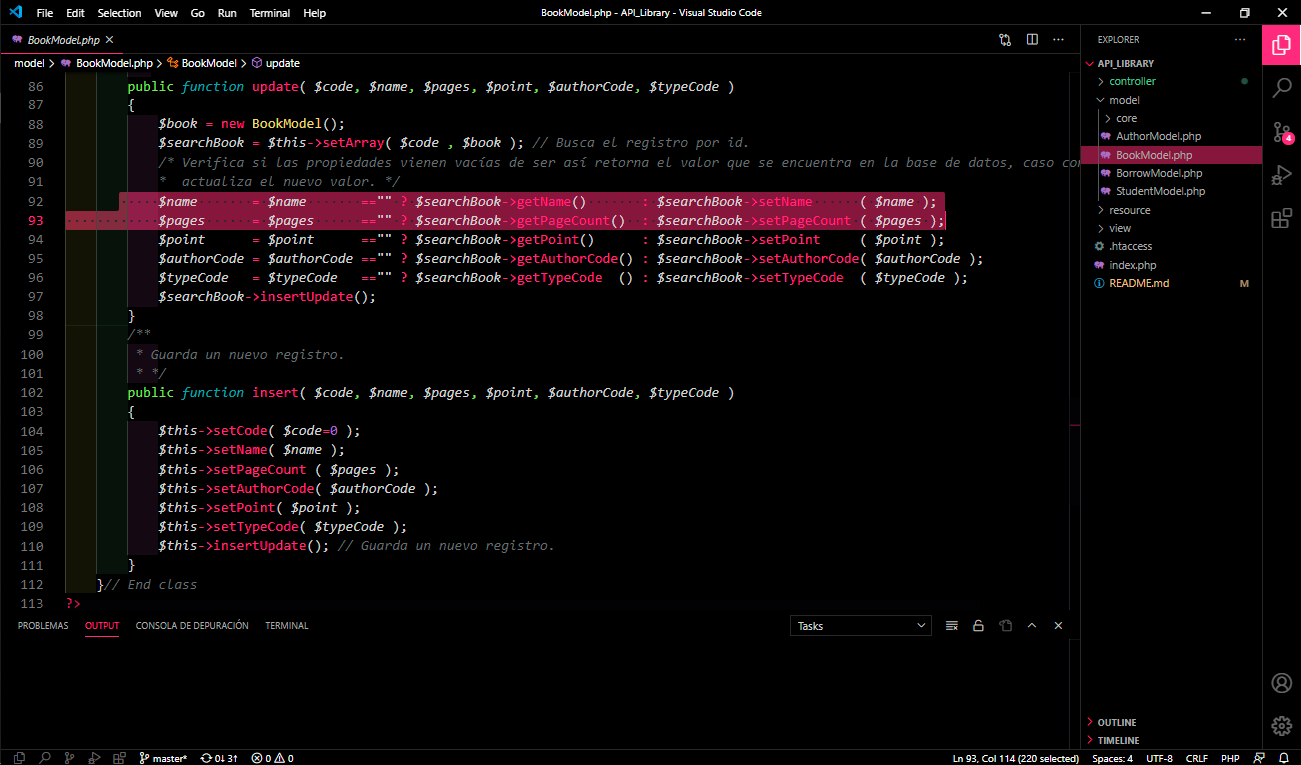 File Edit Selection View Go Run Terminal Help
BookModel.php - API_Library - Visual Studio Code
BookModel.php
model > BookModel.php > BookModel > update
86 public function update( $code, $name, $pages, $point, $authorCode, $typeCode )
87 {
88 $book = new BookModel();
89 $searchBook = $this->setArray( $code , $book ); // Busca el registro por id.
90 /* Verifica si las propiedades vienen vacías de ser así retorna el valor que se encuentra en la base de datos, caso con
91 * actualiza el nuevo valor. */
92 $name = $name =="" ? $searchBook->getName() : $searchBook->setName ( $name );
93 $pages = $pages =="" ? $searchBook->getPageCount() : $searchBook->setPageCount ( $pages );
94 $point = $point =="" ? $searchBook->getPoint() : $searchBook->setPoint ( $point );
95 $authorCode = $authorCode =="" ? $searchBook->getAuthorCode() : $searchBook->setAuthorCode( $authorCode );
96 $typeCode = $typeCode =="" ? $searchBook->getTypeCode () : $searchBook->setTypeCode ( $typeCode );
97 $searchBook->insertUpdate();
98 }
99 /**
100 * Guarda un nuevo registro.
101 * */
102 public function insert( $code, $name, $pages, $point, $authorCode, $typeCode )
103 {
104 $this->setCode( $code=0 );
105 $this->setName( $name );
106 $this->setPageCount ( $pages );
107 $this->setAuthorCode( $authorCode );
108 $this->setPoint( $point );
109 $this->setTypeCode( $typeCode );
110 $this->insertUpdate(); // Guarda un nuevo registro.
111 }
112 }// End class
113 ?>
PROBLEMAS OUTPUT CONSOLA DE DEPURACIÓN TERMINAL
Tasks
EXPLORER
API_LIBRARY
controller
model
core
AuthorModel.php
BookModel.php
BorrowModel.php
StudentModel.php
resource
view
.htaccess
index.php
README.md M
OUTLINE
TIMELINE
4
master* 0↓ 3↑ 0 0
Ln 93, Col 114 (220 selected) Spaces: 4 UTF-8 CRLF PHP